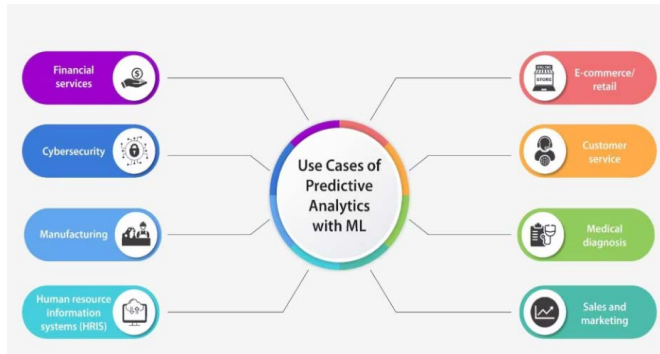 Financial
services
Cybersecurity
Manufacturing
Human resource
information
systems (HRIS)
Use Cases of
Predictive
Analytics
with ML
STORE
E-commerce/
retail
Customer
service
Medical
diagnosis
Sales and
marketing